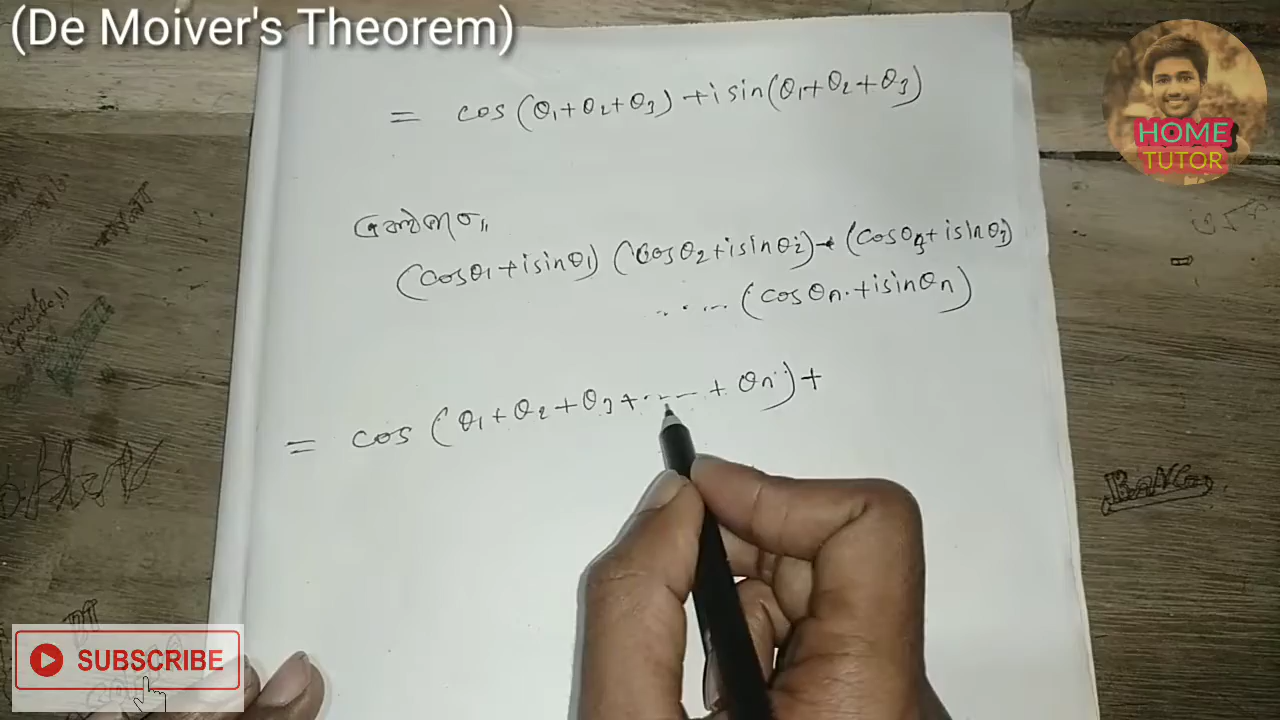 (De Moiver's Theorem)
HOME
TUTOR
= cos (θ₁+θ₂+θ₃) +i sin(θ₁+θ₂+θ₃)
(cosθ₁+isinθ₁) (cosθ₂+isinθ₂) (cosθ₃+isinθ₃)
..... (cosθn.+isinθn)
= cos (θ₁+θ₂+θ₃+.....+ θn) +
SUBSCRIBE